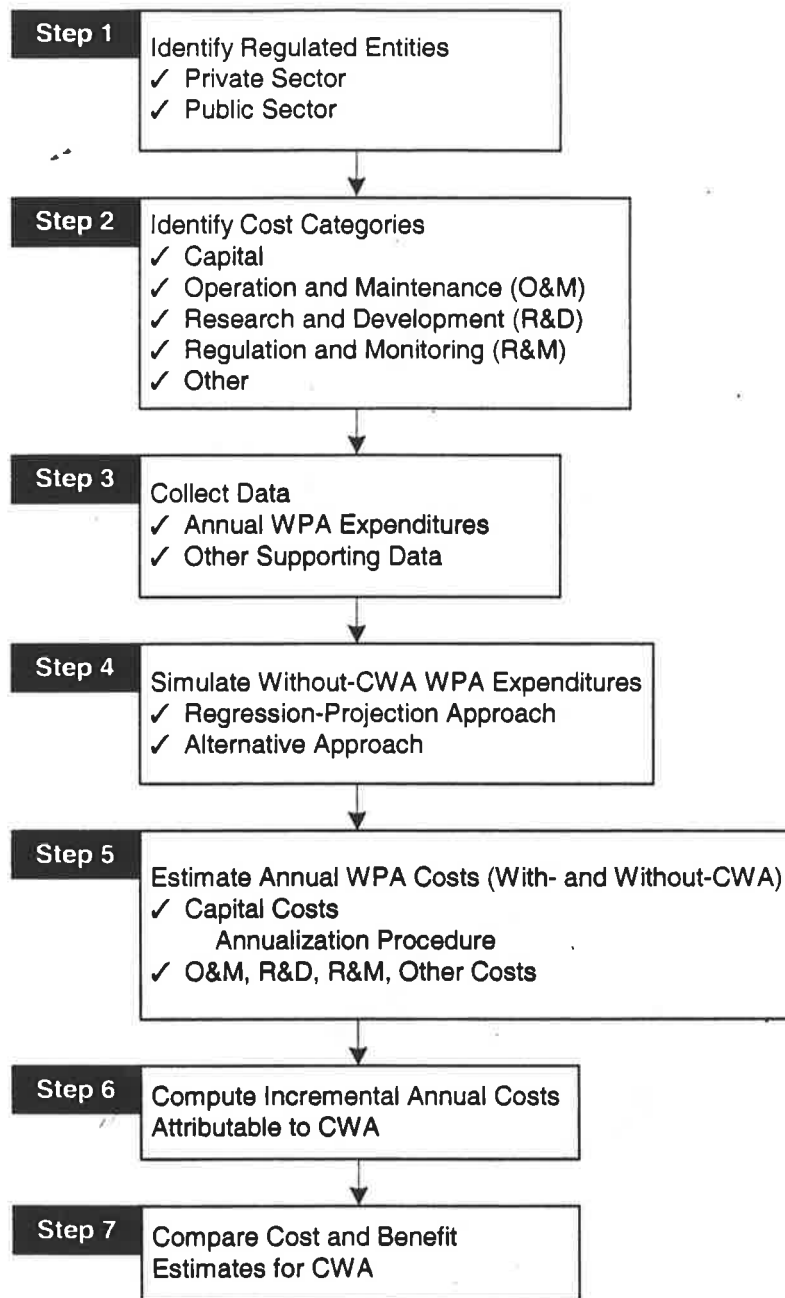 Step 1
Identify Regulated Entities
✓ Private Sector
✓ Public Sector
Step 2
Identify Cost Categories
✓ Capital
✓ Operation and Maintenance (O&M)
✓ Research and Development (R&D)
✓ Regulation and Monitoring (R&M)
✓ Other
Step 3
Collect Data
✓ Annual WPA Expenditures
✓ Other Supporting Data
Step 4
Simulate Without-CWA WPA Expenditures
✓ Regression-Projection Approach
✓ Alternative Approach
Step 5
Estimate Annual WPA Costs (With- and Without-CWA)
✓ Capital Costs
Annualization Procedure
✓ O&M, R&D, R&M, Other Costs
Step 6
Compute Incremental Annual Costs
Attributable to CWA
Step 7
Compare Cost and Benefit
Estimates for CWA